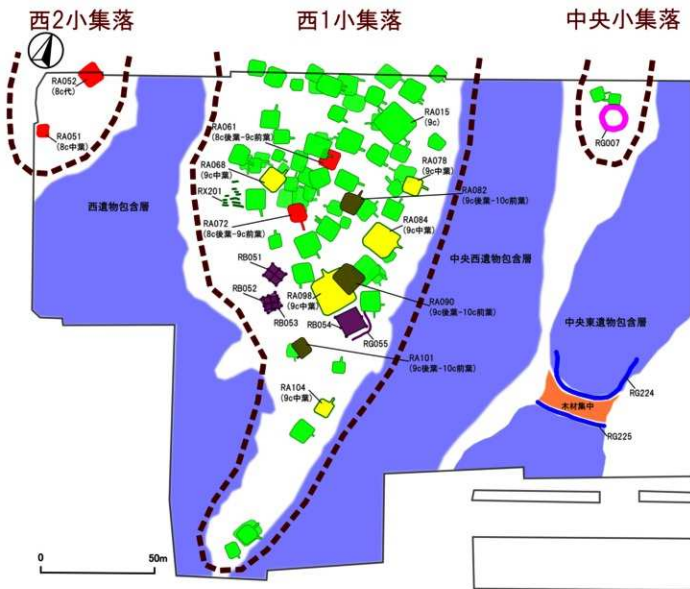 西2小集落
西1小集落
中央小集落
RA052
(8c代)
RA051
(8c中葉)
RA061
(8c後葉-9c前葉)
RA068
(9c中葉)
RX201
RA072
(8c後葉-9c前葉)
RA015
(9c)
RA078
(9c中葉)
RA082
(9c後葉-10c前葉)
RA084
(9c中葉)
RG007
西遺物包含層
中央西遺物包含層
中央東遺物包含層
RB051
RB052
RB053
RA098
(9c中葉)
RB054
RG055
RA090
(9c後葉-10c前葉)
RA101
(9c後葉-10c前葉)
RA104
(9c中葉)
RG224
木材集中
RG225
0
50m